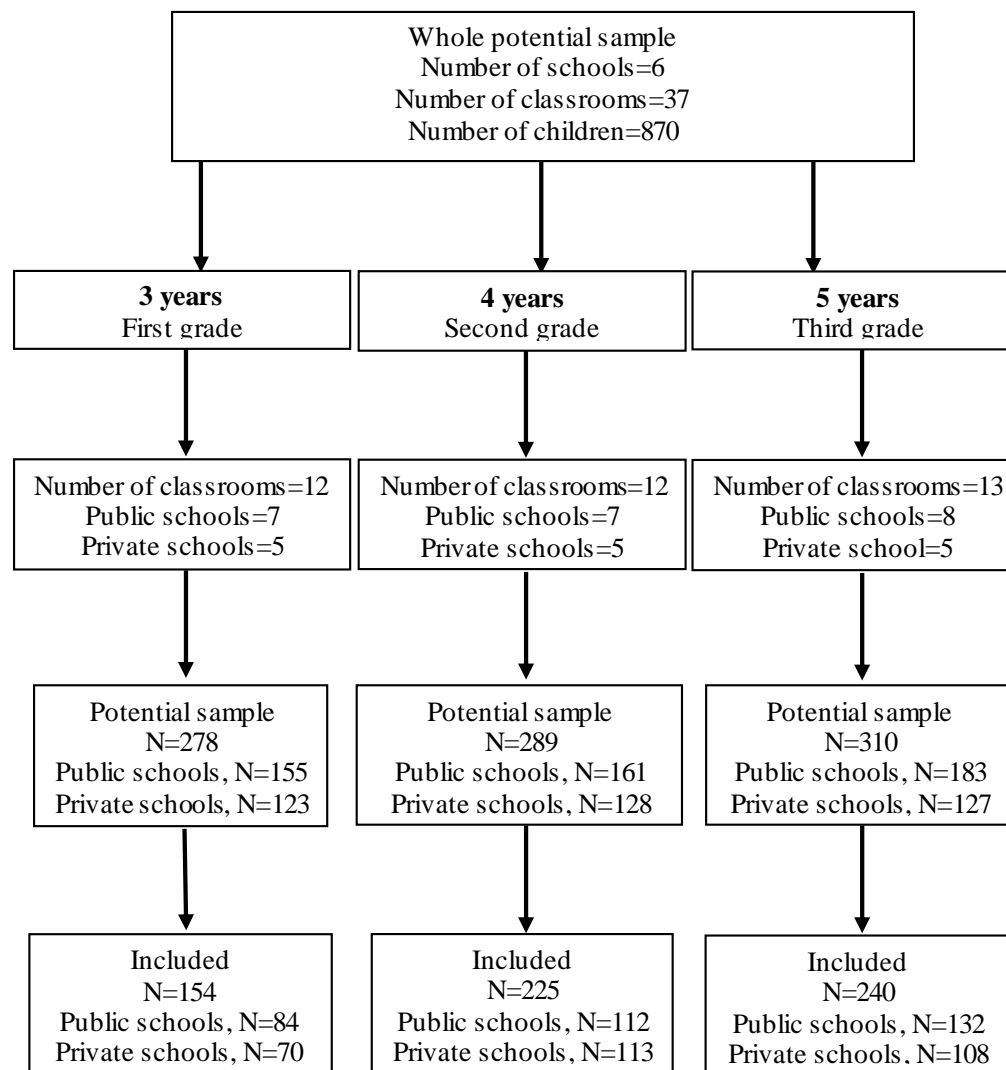 Whole potential sample
Number of schools=6
Number of classrooms=37
Number of children=870
3 years
First grade
4 years
Second grade
5 years
Third grade
Number of classrooms=12
Public schools=7
Private schools=5
Number of classrooms=12
Public schools=7
Private schools=5
Number of classrooms=13
Public schools=8
Private school=5
Potential sample
N=278
Public schools, N=155
Private schools, N=123
Potential sample
N=289
Public schools, N=161
Private schools, N=128
Potential sample
N=310
Public schools, N=183
Private schools, N=127
Included
N=154
Public schools, N=84
Private schools, N=70
Included
N=225
Public schools, N=112
Private schools, N=113
Included
N=240
Public schools, N=132
Private schools, N=108